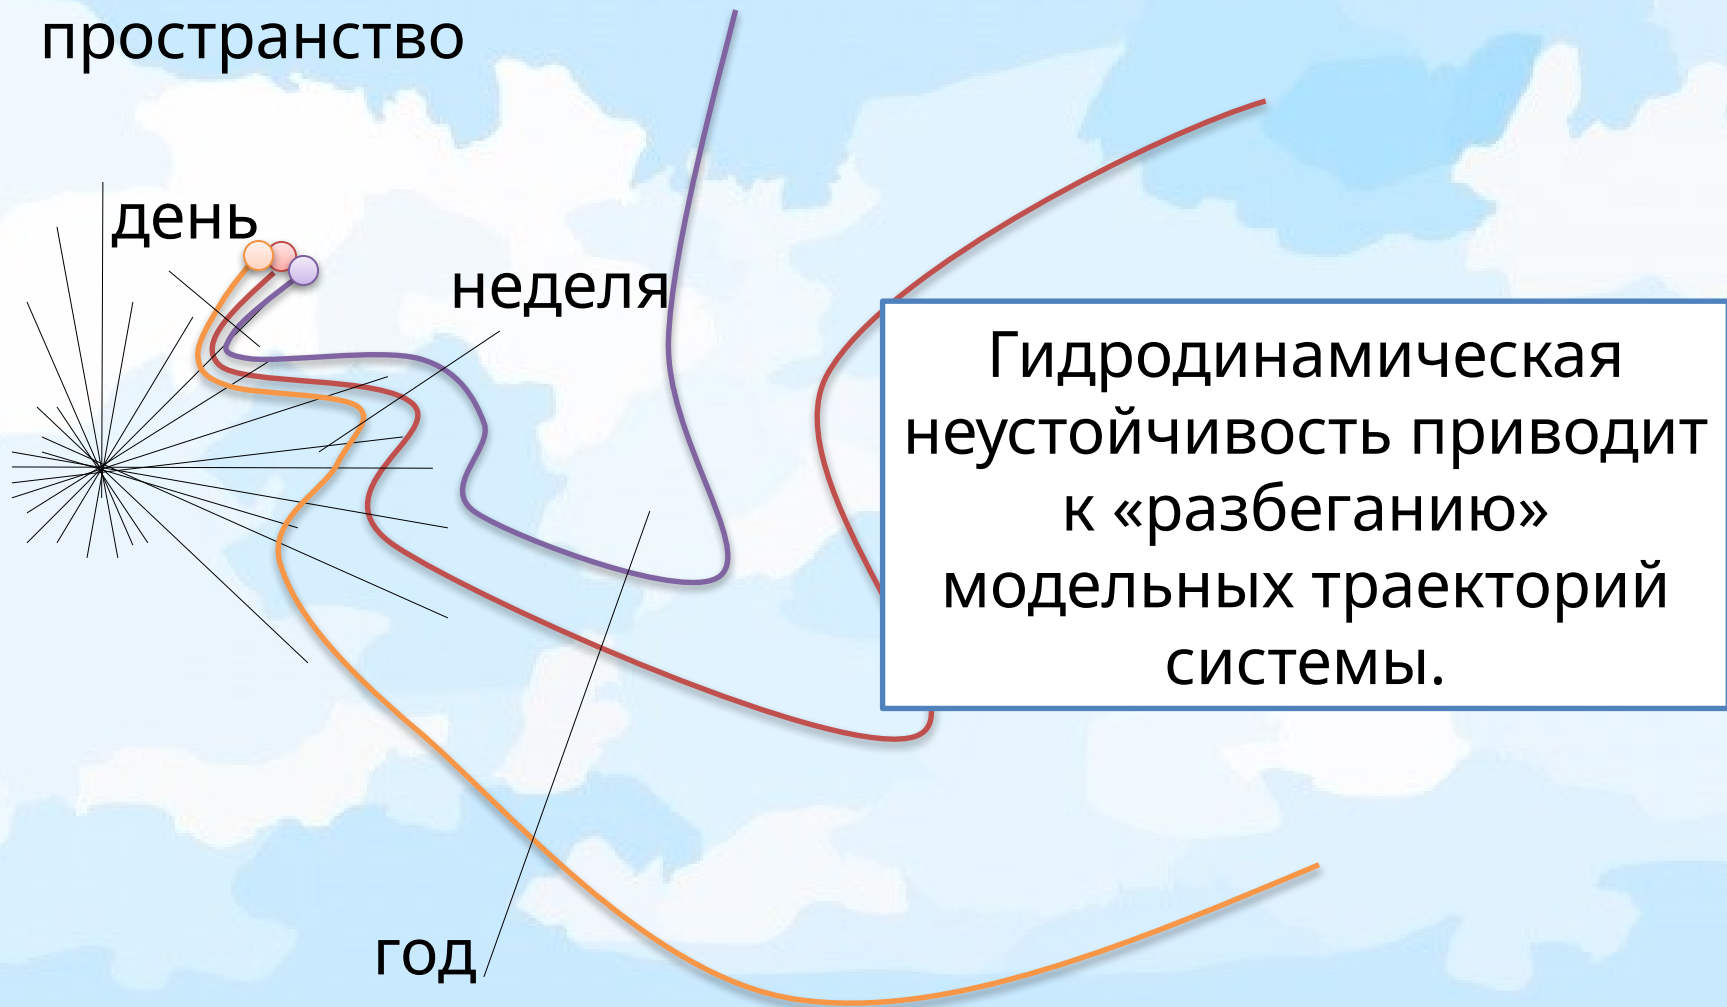 пространство
день
неделя
Гидродинамическая
неустойчивость приводит
к «разбеганию»
модельных траекторий
системы.
год